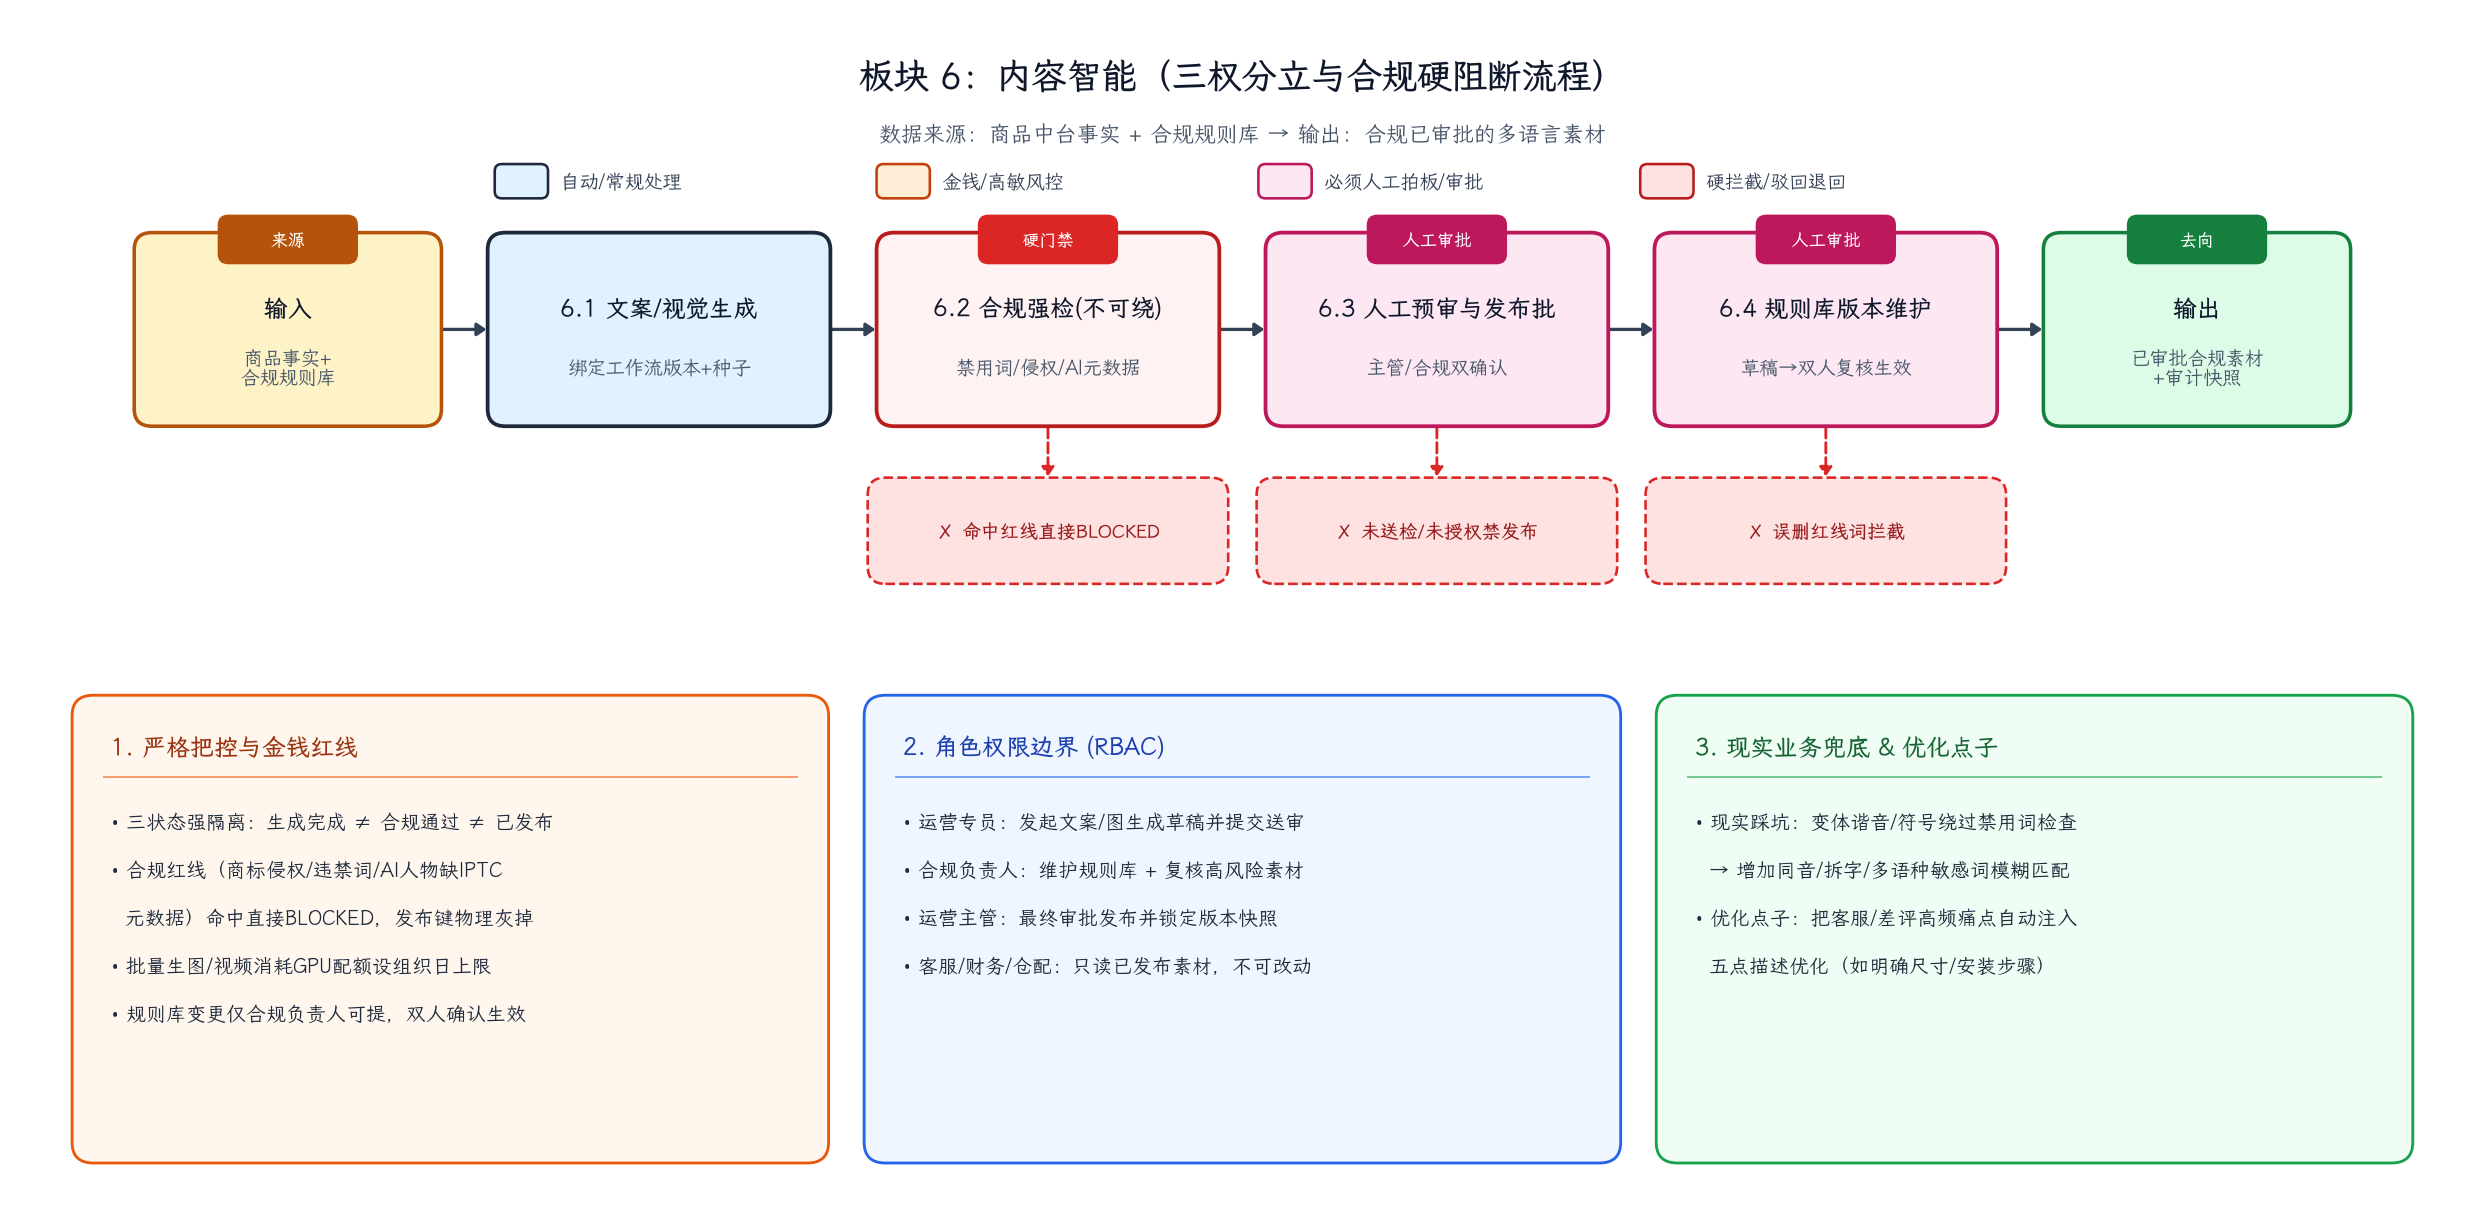 板块 6：内容智能（三权分立与合规硬阻断流程）
数据来源：商品中台事实 + 合规规则库 → 输出：合规已审批的多语言素材
自动/常规处理
金钱/高敏风控
必须人工拍板/审批
硬拦截/驳回退回
来源
输入
商品事实+
合规规则库
6.1 文案/视觉生成
绑定工作流版本+种子
硬门禁
6.2 合规强检(不可绕)
禁用词/侵权/AI元数据
人工审批
6.3 人工预审与发布批
主管/合规双确认
人工审批
6.4 规则库版本维护
草稿→双人复核生效
去向
输出
已审批合规素材
+审计快照
X 命中红线直接BLOCKED
X 未送检/未授权禁发布
X 误删红线词拦截
1. 严格把控与金钱红线
• 三状态强隔离：生成完成 ≠ 合规通过 ≠ 已发布
• 合规红线（商标侵权/违禁词/AI人物缺IPTC
元数据）命中直接BLOCKED，发布键物理灰掉
• 批量生图/视频消耗GPU配额设组织日上限
• 规则库变更仅合规负责人可提，双人确认生效
2. 角色权限边界 (RBAC)
• 运营专员：发起文案/图生成草稿并提交送审
• 合规负责人：维护规则库 + 复核高风险素材
• 运营主管：最终审批发布并锁定版本快照
• 客服/财务/仓配：只读已发布素材，不可改动
3. 现实业务兜底 & 优化点子
• 现实踩坑：变体谐音/符号绕过禁用词检查
→ 增加同音/拆字/多语种敏感词模糊匹配
• 优化点子：把客服/差评高频痛点自动注入
五点描述优化（如明确尺寸/安装步骤）